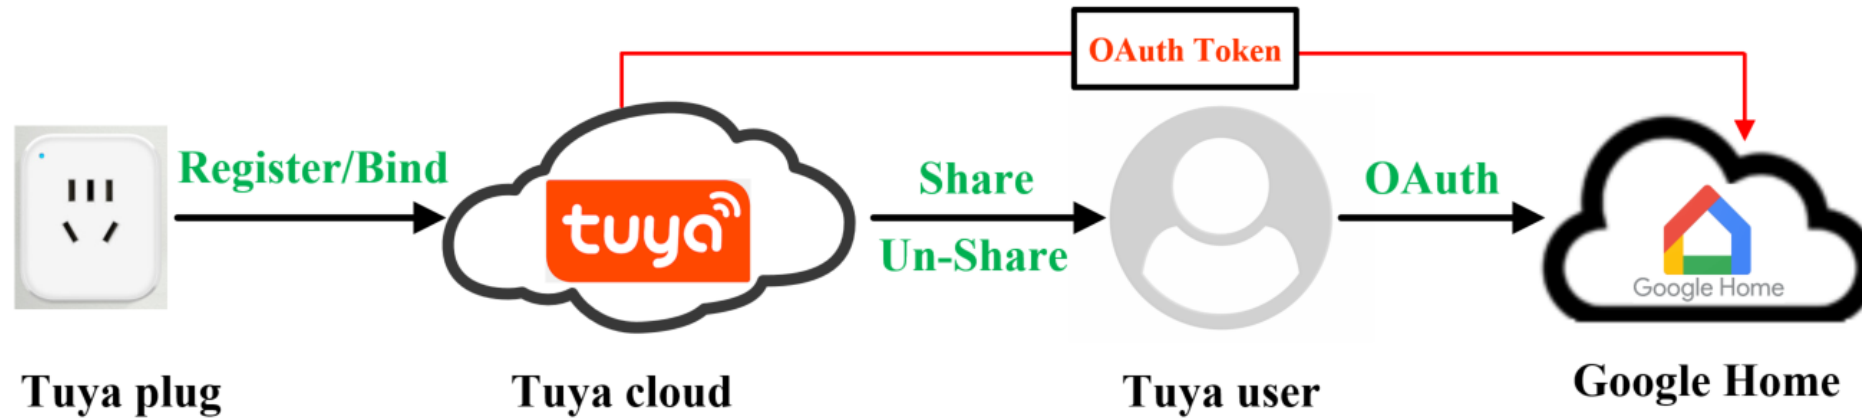 OAuth Token
Register/Bind
tuya
Share
Un-Share
OAuth
Google Home
Tuya plug
Tuya cloud
Tuya user
Google Home